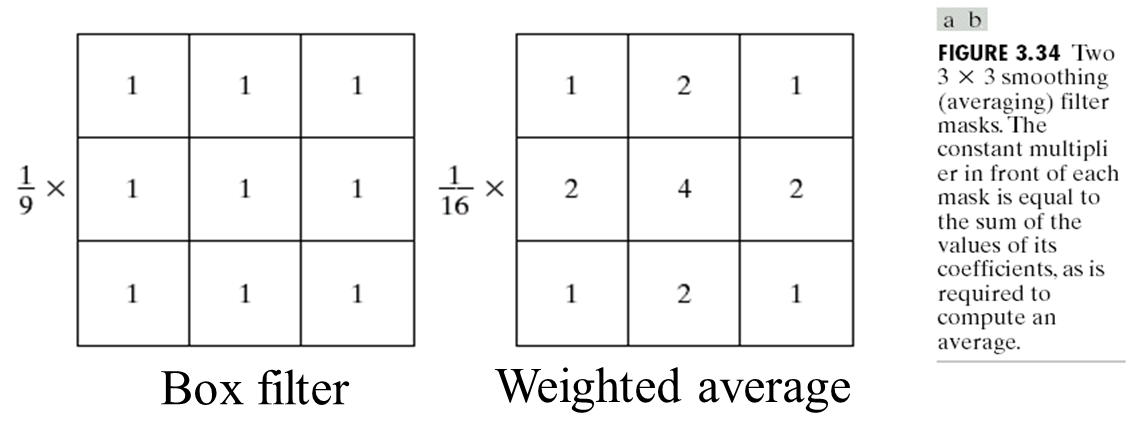 1 1 1
1/9 × 1 1 1
1 1 1
Box filter
1 2 1
1/16 × 2 4 2
1 2 1
Weighted average
a b
FIGURE 3.34 Two
3 × 3 smoothing
(averaging) filter
masks. The
constant multipli
er in front of each
mask is equal to
the sum of the
values of its
coefficients, as is
required to
compute an
average.